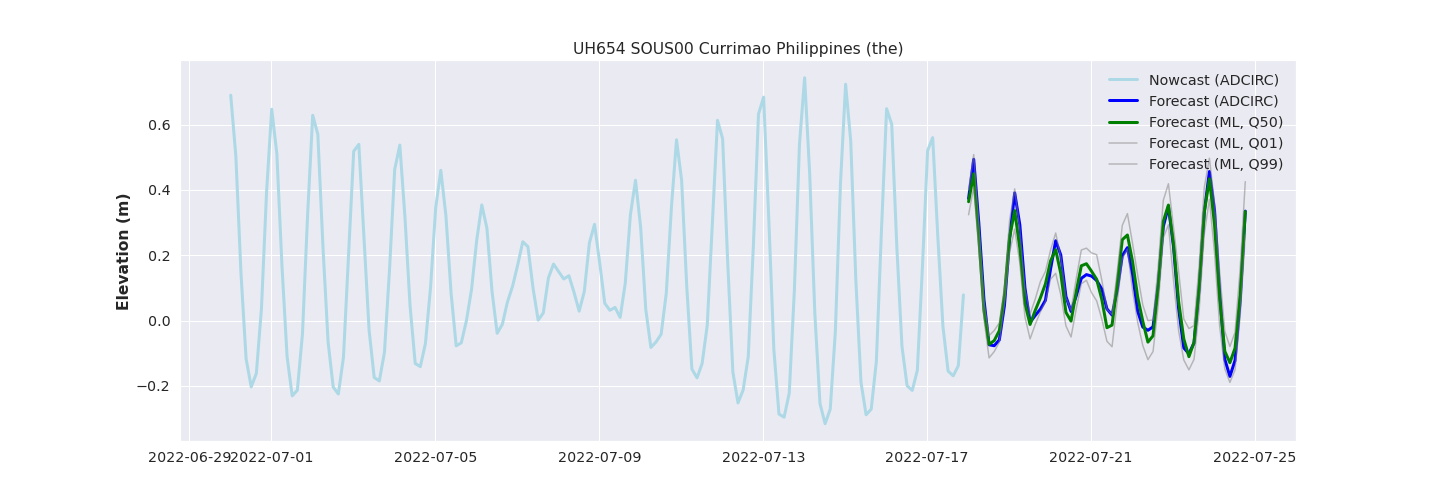 UH654 SOUS00 Currimao Philippines (the)
Nowcast (ADCIRC)
Forecast (ADCIRC)
Forecast (ML, Q50)
Forecast (ML, Q01)
Forecast (ML, Q99)
Elevation (m)
0.6
0.4
0.2
0.0
−0.2
2022-06-29 2022-07-01 2022-07-05 2022-07-09 2022-07-13 2022-07-17 2022-07-21 2022-07-25